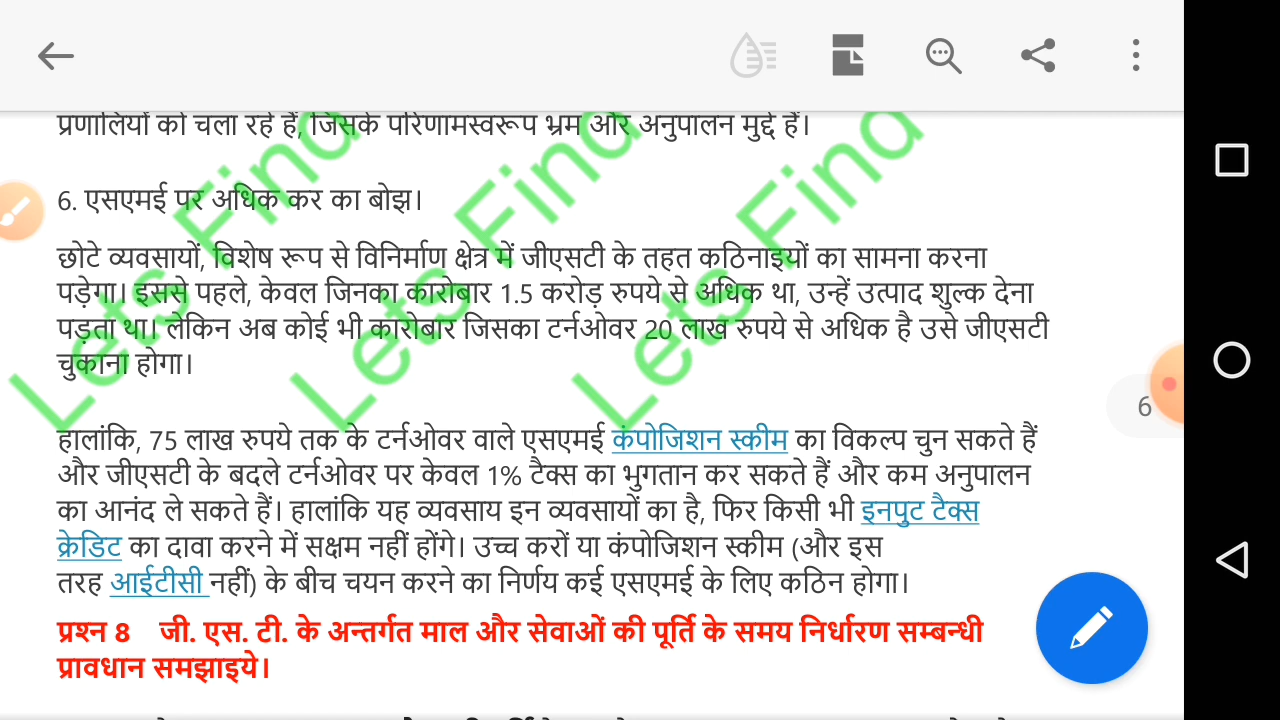 प्रणालियों को चला रहे हैं, जिसके परिणामस्वरूप भ्रम और अनुपालन मुद्दे हैं।
6. एसएमई पर अधिक कर का बोझ।
छोटे व्यवसायों, विशेष रूप से विनिर्माण क्षेत्र में जीएसटी के तहत कठिनाइयों का सामना करना
पड़ेगा। इससे पहले, केवल जिनका कारोबार 1.5 करोड़ रुपये से अधिक था, उन्हें उत्पाद शुल्क देना
पड़ता था। लेकिन अब कोई भी कारोबार जिसका टर्नओवर 20 लाख रुपये से अधिक है उसे जीएसटी
चुकाना होगा।
Lets Find Lets Find Lets Find
6
हालांकि, 75 लाख रुपये तक के टर्नओवर वाले एसएमई कंपोजिशन स्कीम का विकल्प चुन सकते हैं
और जीएसटी के बदले टर्नओवर पर केवल 1% टैक्स का भुगतान कर सकते हैं और कम अनुपालन
का आनंद ले सकते हैं। हालांकि यह व्यवसाय इन व्यवसायों का है, फिर किसी भी इनपुट टैक्स
क्रेडिट का दावा करने में सक्षम नहीं होंगे। उच्च करों या कंपोजिशन स्कीम (और इस
तरह आईटीसी नहीं) के बीच चयन करने का निर्णय कई एसएमई के लिए कठिन होगा।
प्रश्न 8 जी. एस. टी. के अन्तर्गत माल और सेवाओं की पूर्ति के समय निर्धारण सम्बन्धी
प्रावधान समझाइये।